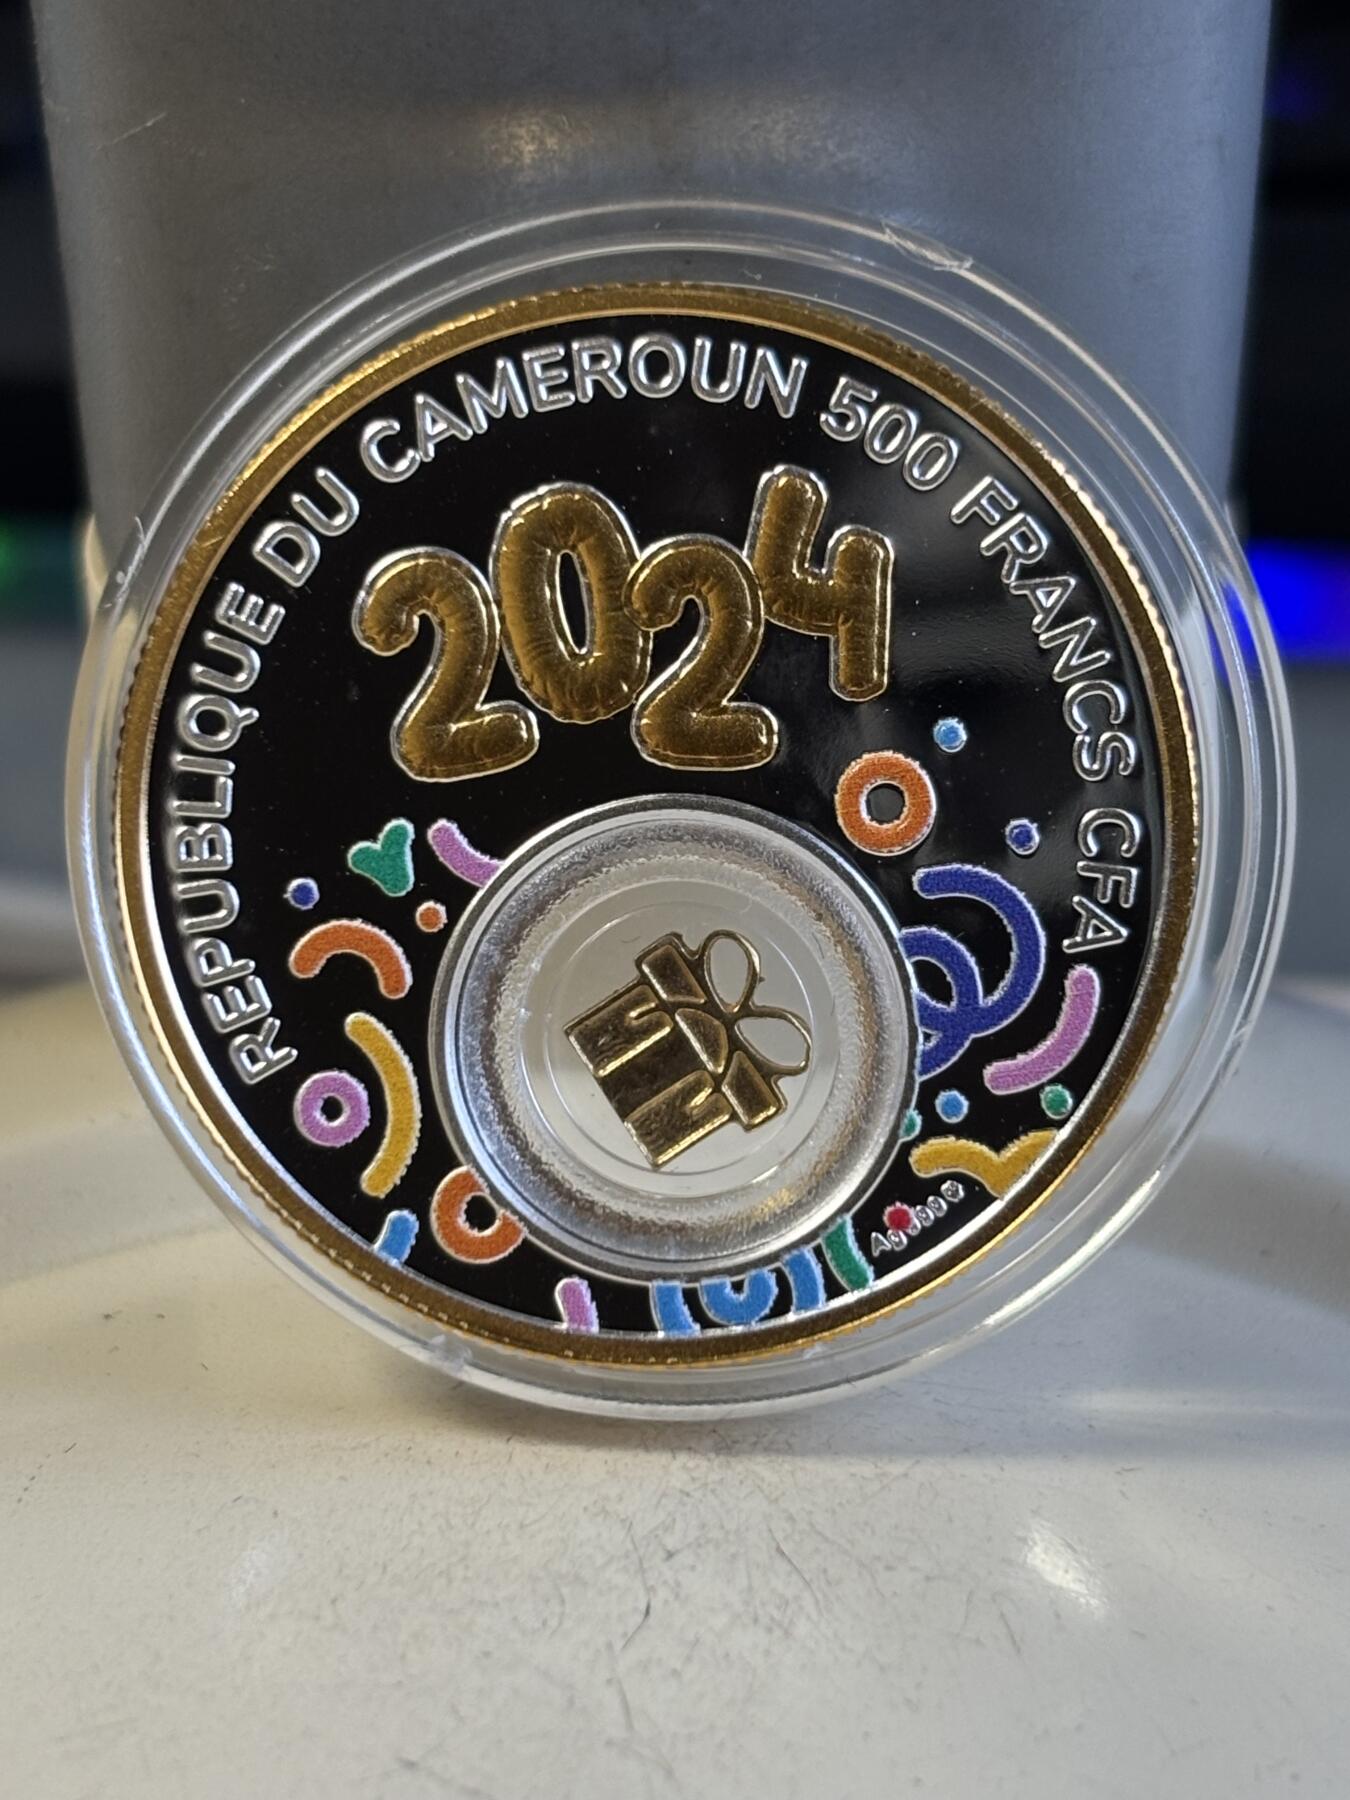 REPUBLIQUE DU CAMEROUN 500 FRANCS CFA
2024